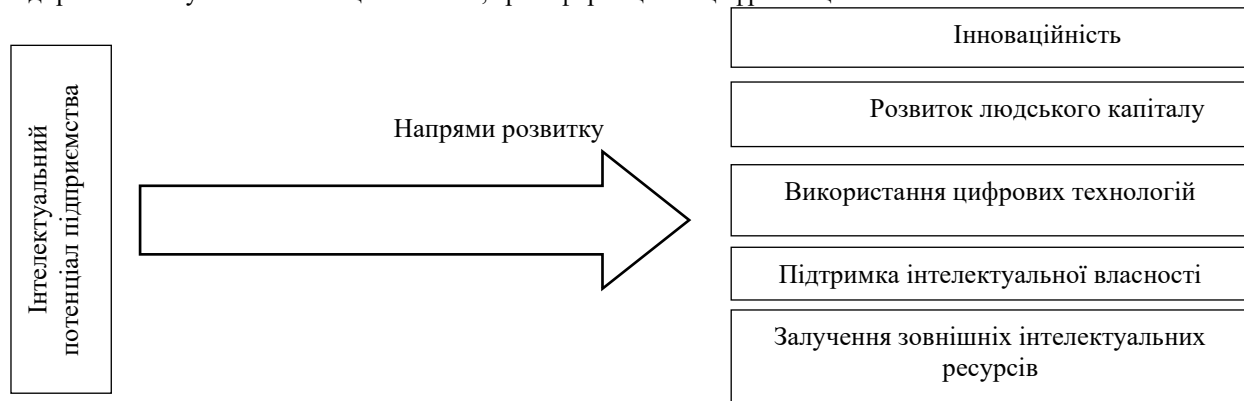 Інтелектуальний
потенціал підприємства
Напрями розвитку
Інноваційність
Розвиток людського капіталу
Використання цифрових технологій
Підтримка інтелектуальної власності
Залучення зовнішніх інтелектуальних
ресурсів